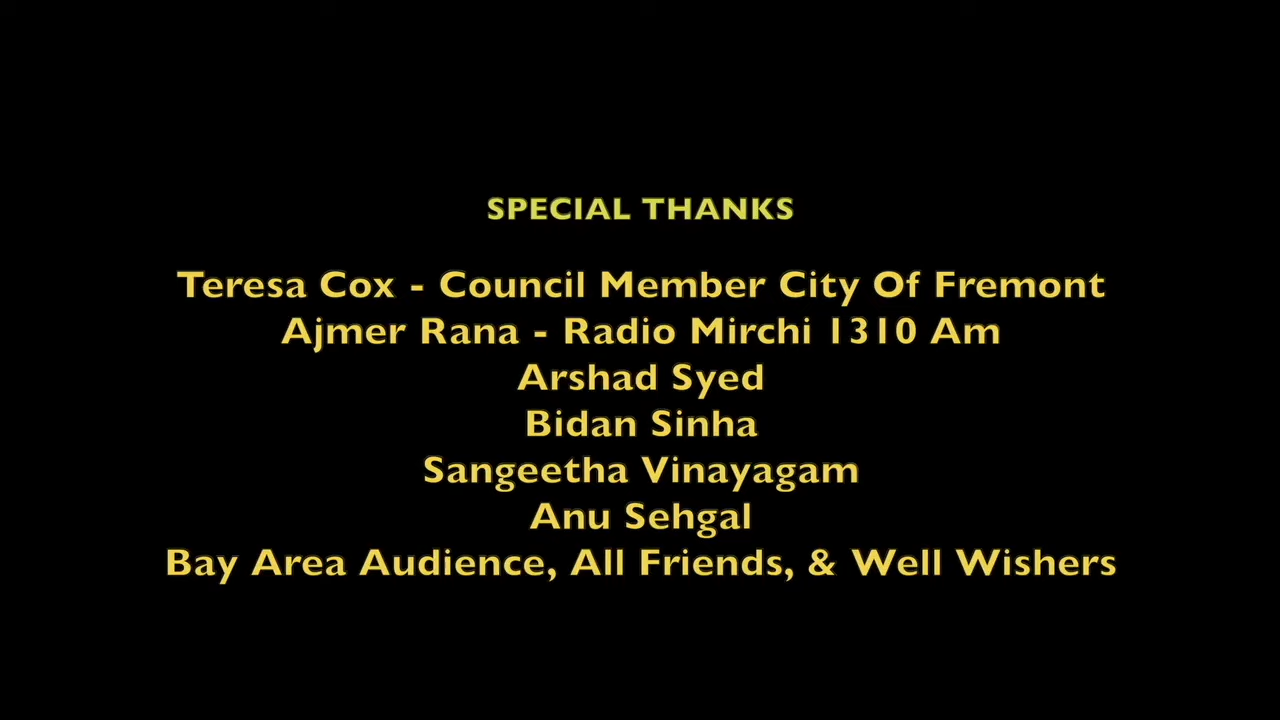 SPECIAL THANKS
Teresa Cox - Council Member City Of Fremont
Ajmer Rana - Radio Mirchi 1310 Am
Arshad Syed
Bidan Sinha
Sangeetha Vinayagam
Anu Sehgal
Bay Area Audience, All Friends, & Well Wishers